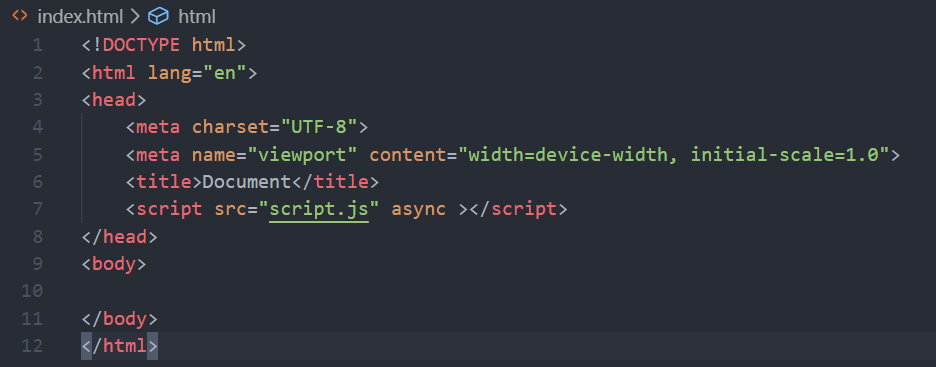 <> index.html > html
1 <!DOCTYPE html>
2 <html lang="en">
3 <head>
4     <meta charset="UTF-8">
5     <meta name="viewport" content="width=device-width, initial-scale=1.0">
6     <title>Document</title>
7     <script src="script.js" async ></script>
8 </head>
9 <body>
10
11 </body>
12 </html>